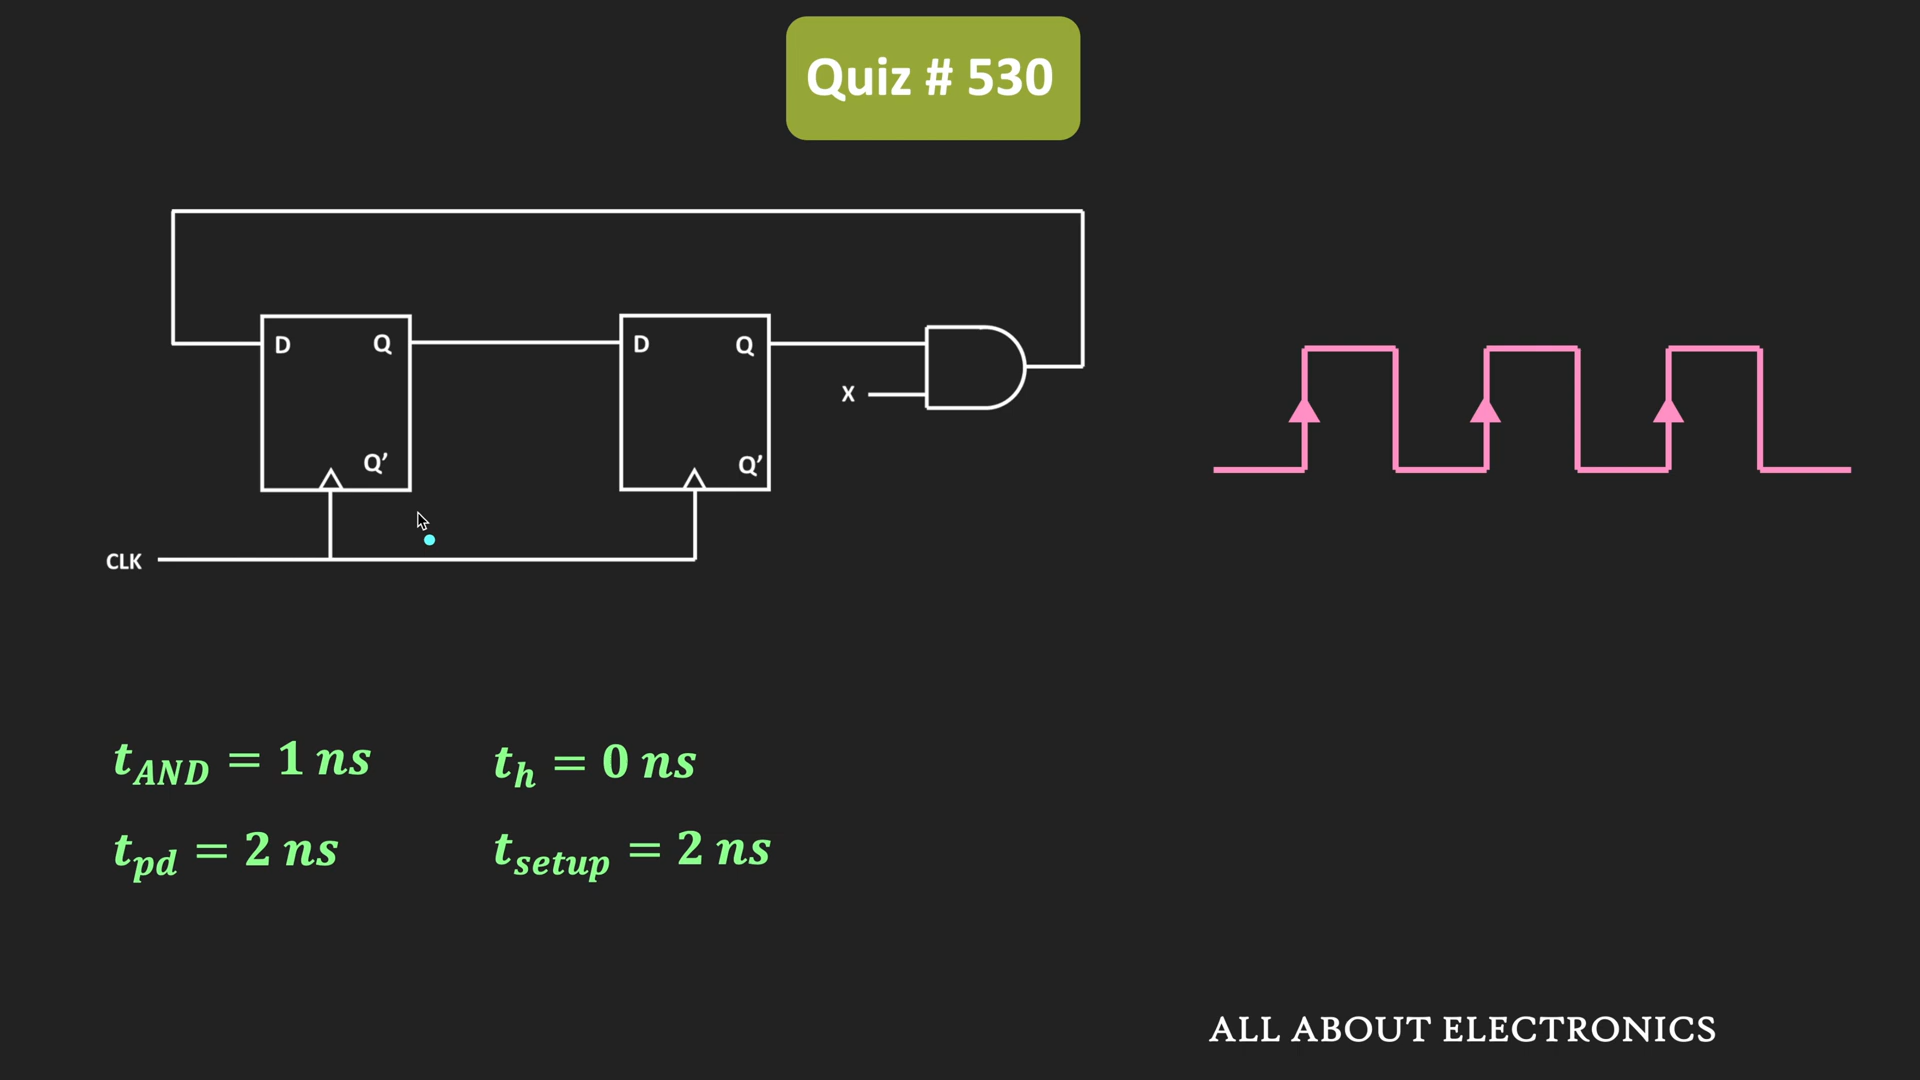 Quiz # 530
D Q D Q
X
Q’ Q’
CLK
t_AND = 1 ns t_h = 0 ns
t_pd = 2 ns t_setup = 2 ns
ALL ABOUT ELECTRONICS